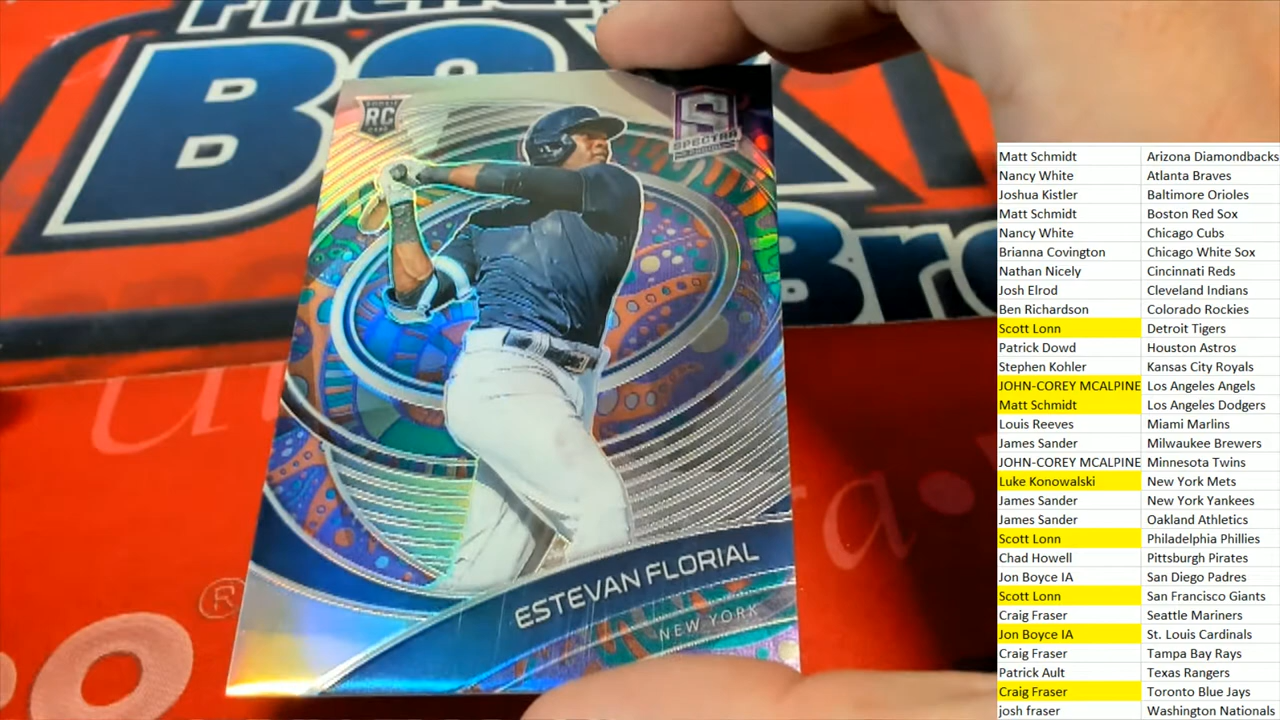 BOX
Bro
ROOKIE
RC
S
SPECTRA
ESTEVAN FLORIAL
NEW YORK
®
Matt Schmidt Arizona Diamondbacks
Nancy White Atlanta Braves
Joshua Kistler Baltimore Orioles
Matt Schmidt Boston Red Sox
Nancy White Chicago Cubs
Brianna Covington Chicago White Sox
Nathan Nicely Cincinnati Reds
Josh Elrod Cleveland Indians
Ben Richardson Colorado Rockies
Scott Lonn Detroit Tigers
Patrick Dowd Houston Astros
Stephen Kohler Kansas City Royals
JOHN-COREY MCALPINE Los Angeles Angels
Matt Schmidt Los Angeles Dodgers
Louis Reeves Miami Marlins
James Sander Milwaukee Brewers
JOHN-COREY MCALPINE Minnesota Twins
Luke Konowalski New York Mets
James Sander New York Yankees
James Sander Oakland Athletics
Scott Lonn Philadelphia Phillies
Chad Howell Pittsburgh Pirates
Jon Boyce IA San Diego Padres
Scott Lonn San Francisco Giants
Craig Fraser Seattle Mariners
Jon Boyce IA St. Louis Cardinals
Craig Fraser Tampa Bay Rays
Patrick Ault Texas Rangers
Craig Fraser Toronto Blue Jays
josh fraser Washington Nationals